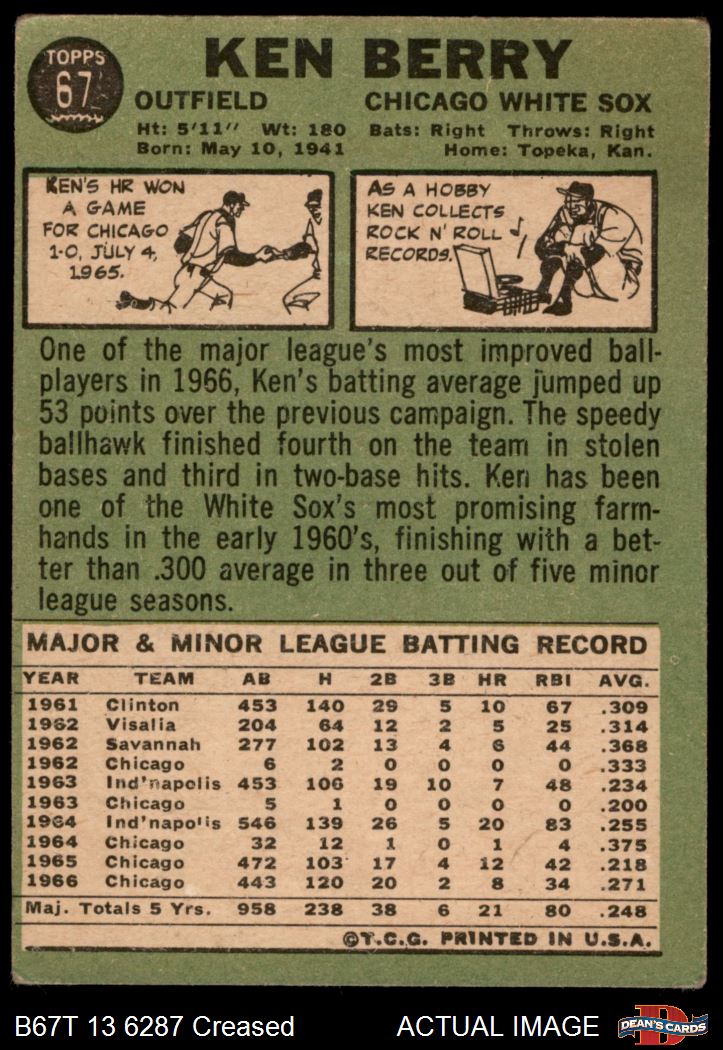 TOPPS
67
KEN BERRY
OUTFIELD CHICAGO WHITE SOX
Ht: 5'11" Wt: 180 Bats: Right Throws: Right
Born: May 10, 1941 Home: Topeka, Kan.
KEN'S HR WON
A GAME
FOR CHICAGO
1-0, JULY 4,
1965.
AS A HOBBY
KEN COLLECTS
ROCK N' ROLL
RECORDS.
One of the major league's most improved ball-
players in 1966, Ken's batting average jumped up
53 points over the previous campaign. The speedy
ballhawk finished fourth on the team in stolen
bases and third in two-base hits. Ken has been
one of the White Sox's most promising farm-
hands in the early 1960's, finishing with a bet-
ter than .300 average in three out of five minor
league seasons.
MAJOR & MINOR LEAGUE BATTING RECORD
YEAR TEAM AB H 2B 3B HR RBI AVG.
1961 Clinton 453 140 29 5 10 67 .309
1962 Visalia 204 64 12 2 5 25 .314
1962 Savannah 277 102 13 4 6 44 .368
1962 Chicago 6 2 0 0 0 0 .333
1963 Ind'napolis 453 106 19 10 7 48 .234
1963 Chicago 5 1 0 0 0 0 .200
1964 Ind'napolis 546 139 26 5 20 83 .255
1964 Chicago 32 12 1 0 1 4 .375
1965 Chicago 472 103 17 4 12 42 .218
1966 Chicago 443 120 20 2 8 34 .271
Maj. Totals 5 Yrs. 958 238 38 6 21 80 .248
©T.C.G. PRINTED IN U.S.A.
B67T 13 6287 Creased ACTUAL IMAGE
DEAN'S CARDS